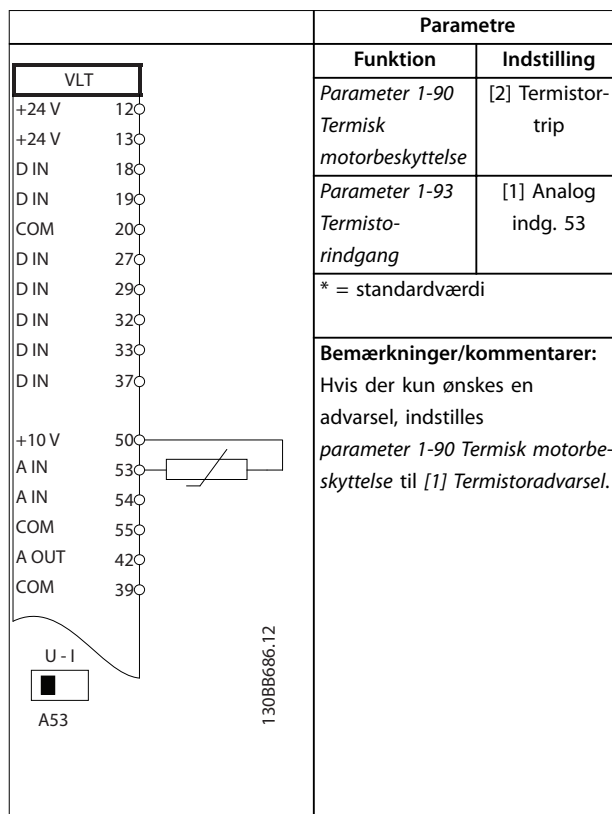 VLT
+24 V 12
+24 V 13
D IN 18
D IN 19
COM 20
D IN 27
D IN 29
D IN 32
D IN 33
D IN 37
+10 V 50
A IN 53
A IN 54
COM 55
A OUT 42
COM 39
U - I
A53
130BB686.12
Parametre
Funktion Indstilling
Parameter 1-90 [2] Termistor-
Termisk trip
motorbeskyttelse
Parameter 1-93 [1] Analog
Termisto- indg. 53
rindgang
* = standardværdi
Bemærkninger/kommentarer:
Hvis der kun ønskes en
advarsel, indstilles
parameter 1-90 Termisk motorbe-
skyttelse til [1] Termistoradvarsel.